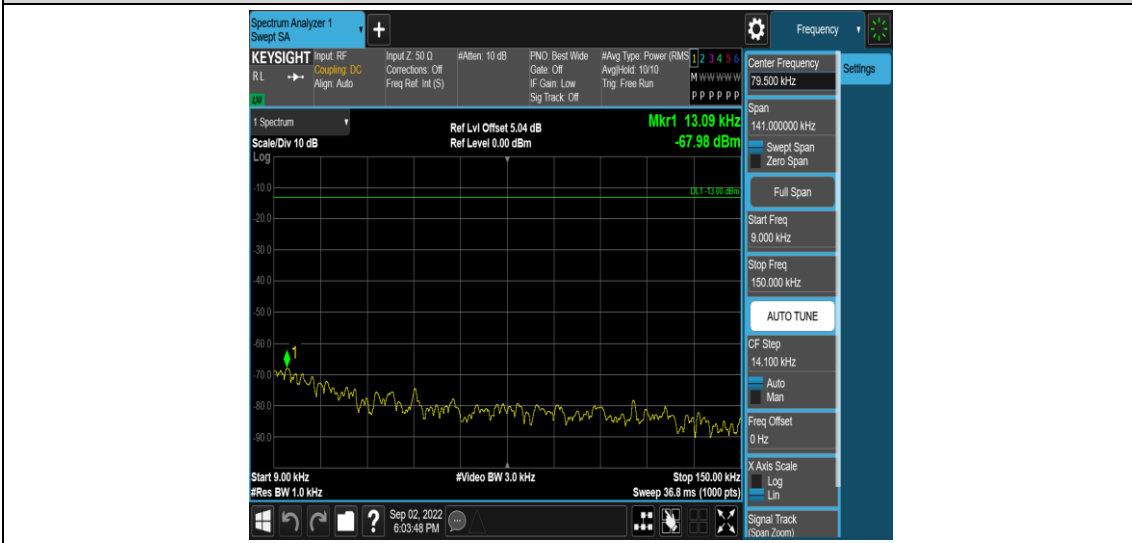 Spectrum Analyzer 1
Swept SA
+
Frequency
KEYSIGHT
RL
LXI
Input: RF
Coupling: DC
Align: Auto
Input Z: 50 Ω
Corrections: Off
Freq Ref: Int (S)
#Atten: 10 dB
PNO: Best Wide
Gate: Off
IF Gain: Low
Sig Track: Off
#Avg Type: Power (RMS
Avg|Hold: 10/10
Trig: Free Run
1 2 3 4 5 6
M W W W W W
P P P P P P
Center Frequency
79.500 kHz
Settings
Span
141.000000 kHz
Swept Span
Zero Span
Full Span
Start Freq
9.000 kHz
Stop Freq
150.000 kHz
AUTO TUNE
CF Step
14.100 kHz
Auto
Man
Freq Offset
0 Hz
X Axis Scale
Log
Lin
Signal Track
(Span Zoom)
1 Spectrum
Scale/Div 10 dB
Log
Ref Lvl Offset 5.04 dB
Ref Level 0.00 dBm
Mkr1 13.09 kHz
-67.98 dBm
DL1 -13.00 dBm
-10.0
-20.0
-30.0
-40.0
-50.0
-60.0
-70.0
-80.0
-90.0
1
Start 9.00 kHz
#Res BW 1.0 kHz
#Video BW 3.0 kHz
Stop 150.00 kHz
Sweep 36.8 ms (1000 pts)
?
Sep 02, 2022
6:03:48 PM